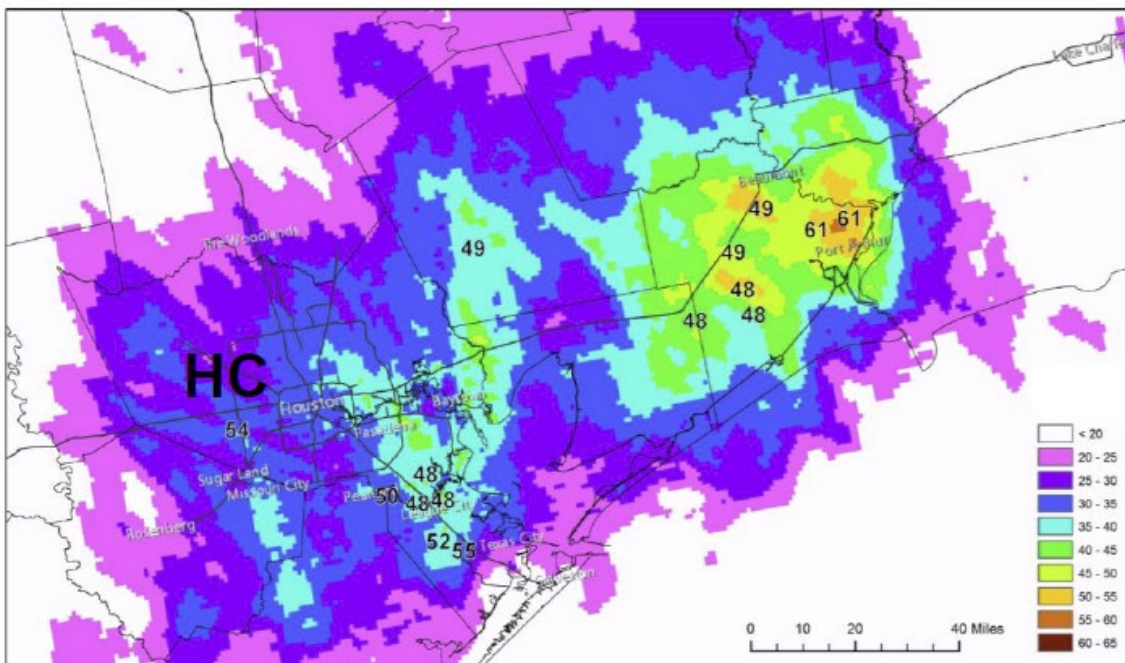 Lake Charl
Beaumont
49
61
61
The Woodlands
49
49
Port Arthur
48
48
48
HC
Houston
Baytown
54
Pasadena
< 20
20 - 25
25 - 30
30 - 35
35 - 40
40 - 45
45 - 50
50 - 55
55 - 60
60 - 65
Sugar Land
48
Missouri City
50
48
48
Rosenberg
52
55
Texas City
Galveston
0
10
20
40 Miles